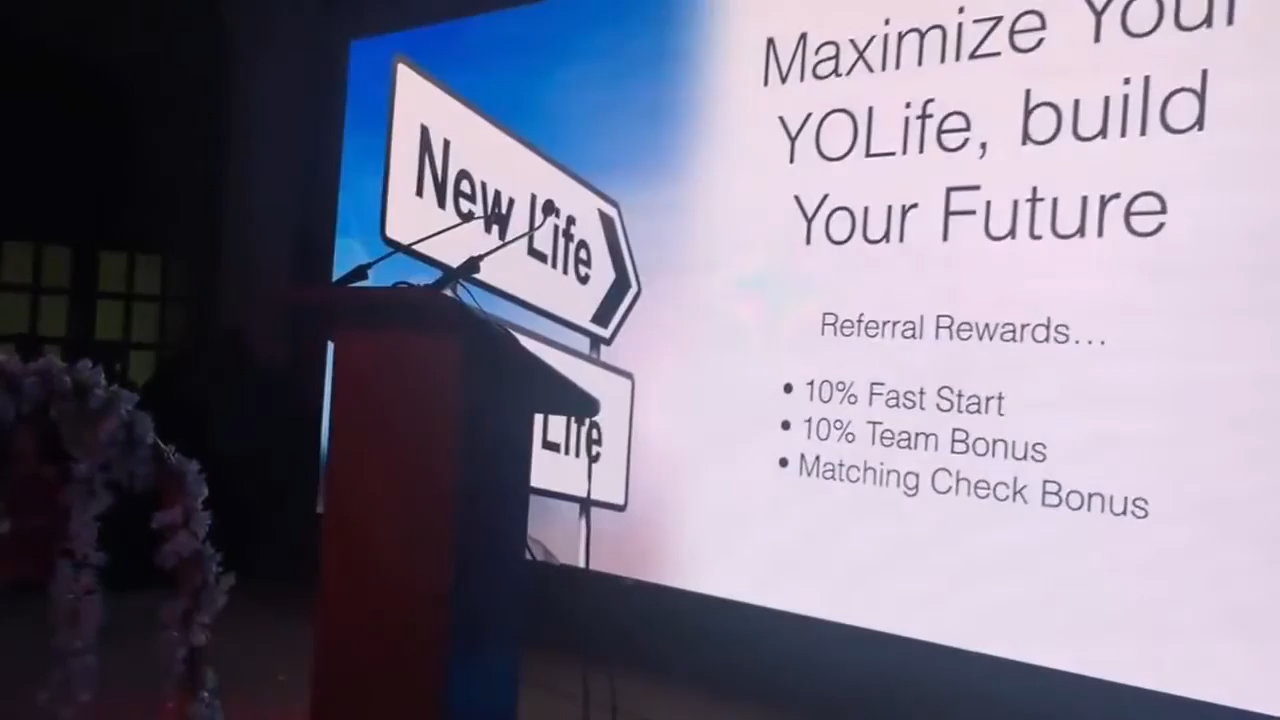 New Life
Life
Maximize Your
YOLife, build
Your Future
Referral Rewards...
• 10% Fast Start
• 10% Team Bonus
• Matching Check Bonus